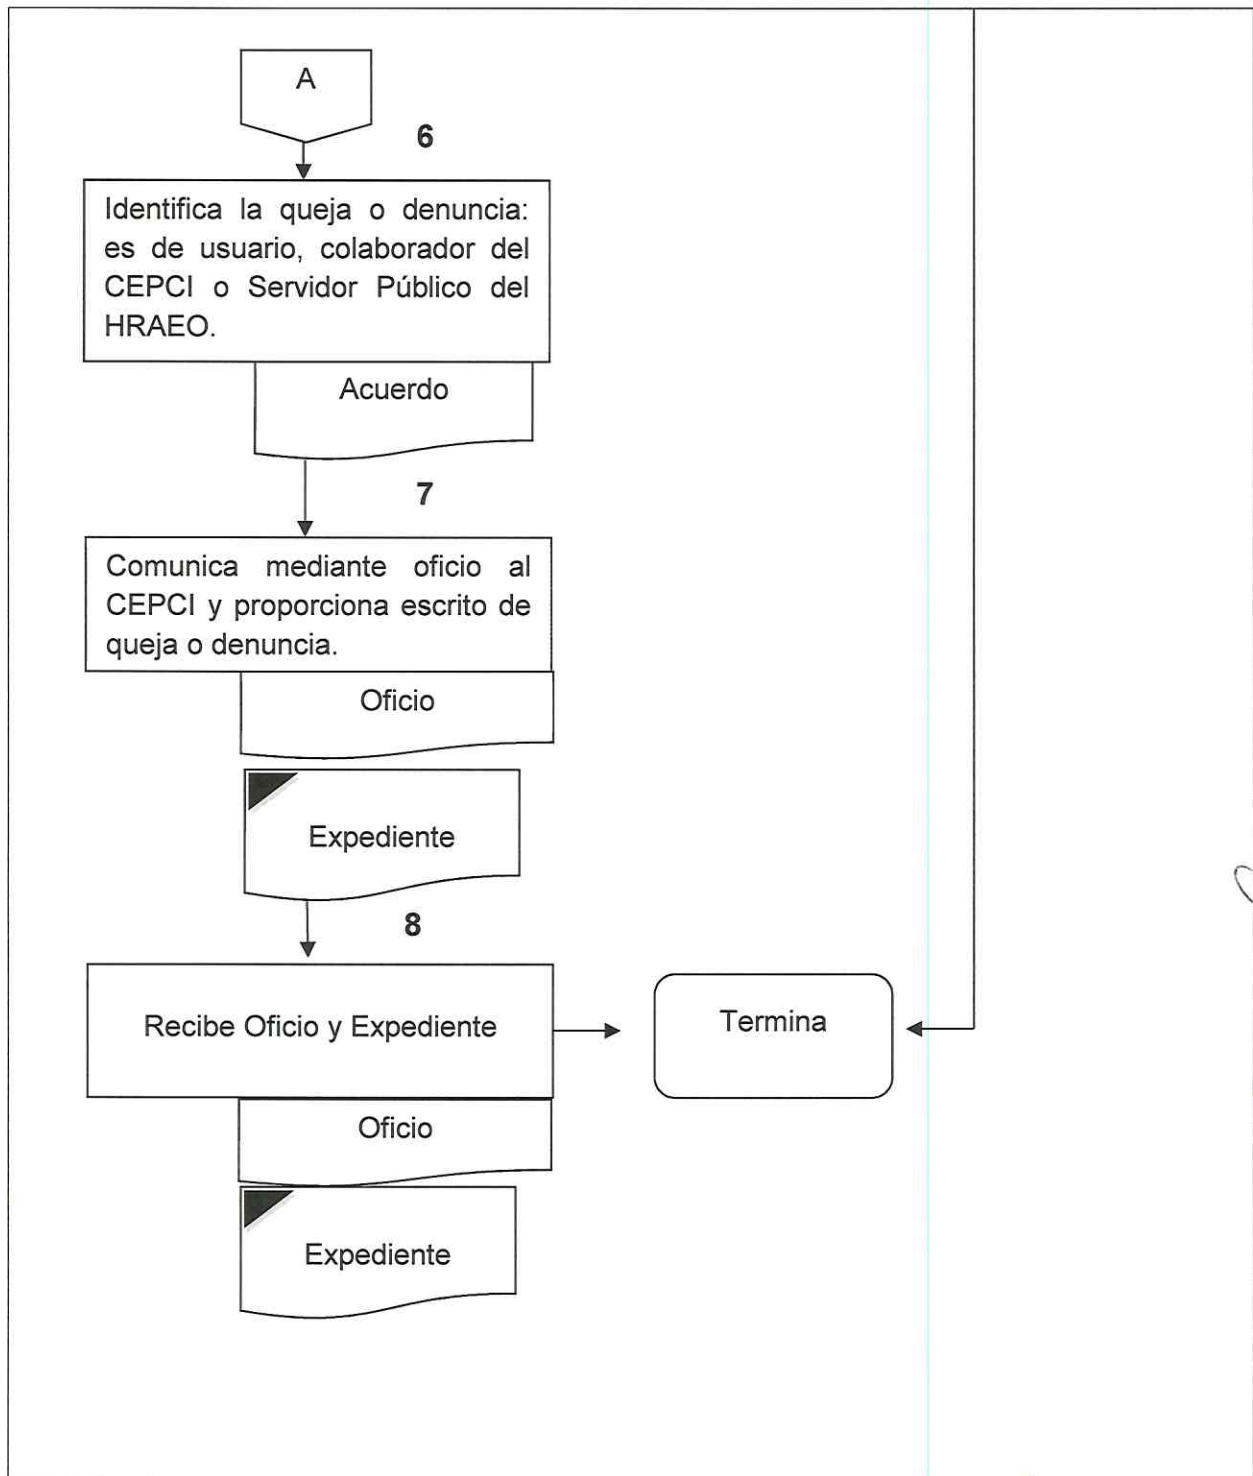 A
6
Identifica la queja o denuncia:
es de usuario, colaborador del
CEPCI o Servidor Público del
HRAEO.
Acuerdo
7
Comunica mediante oficio al
CEPCI y proporciona escrito de
queja o denuncia.
Oficio
Expediente
8
Recibe Oficio y Expediente
Termina
Oficio
Expediente